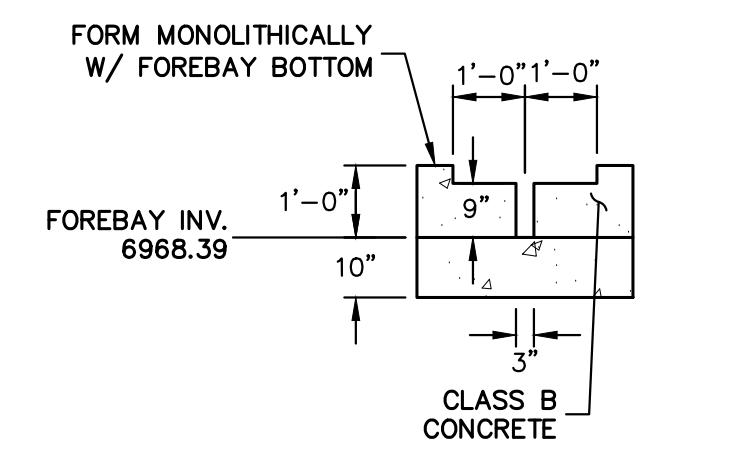 FORM MONOLITHICALLY
W/ FOREBAY BOTTOM
1'-0" 1'-0"
1'-0"
9"
FOREBAY INV.
6968.39
10"
3"
CLASS B
CONCRETE